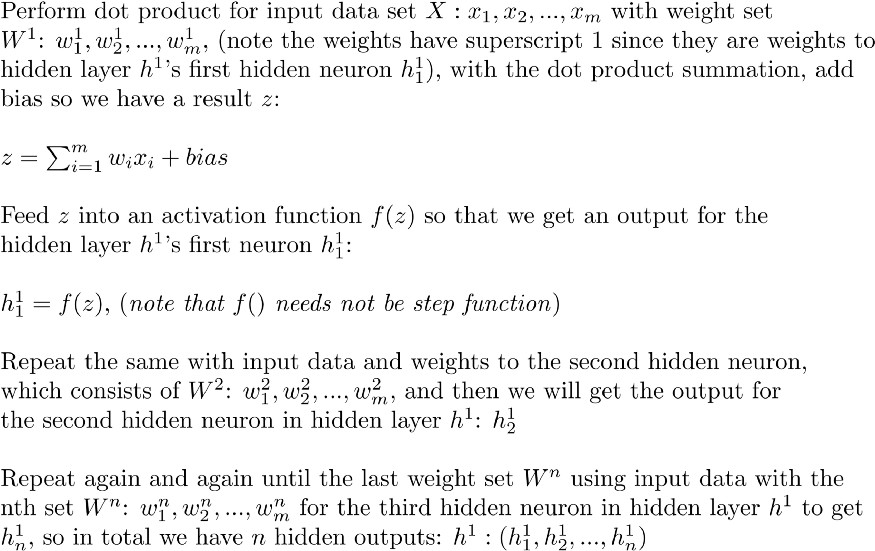 Perform dot product for input data set $X : x_1, x_2, ..., x_m$ with weight set
$W^1$: $w_1^1, w_2^1, ..., w_m^1$, (note the weights have superscript 1 since they are weights to
hidden layer $h^1$'s first hidden neuron $h_1^1$), with the dot product summation, add
bias so we have a result $z$:
$z = \sum_{i=1}^{m} w_i x_i + bias$
Feed $z$ into an activation function $f(z)$ so that we get an output for the
hidden layer $h^1$'s first neuron $h_1^1$:
$h_1^1 = f(z)$, (note that $f()$ needs not be step function)
Repeat the same with input data and weights to the second hidden neuron,
which consists of $W^2$: $w_1^2, w_2^2, ..., w_m^2$, and then we will get the output for
the second hidden neuron in hidden layer $h^1$: $h_2^1$
Repeat again and again until the last weight set $W^n$ using input data with the
nth set $W^n$: $w_1^n, w_2^n, ..., w_m^n$ for the third hidden neuron in hidden layer $h^1$ to get
$h_n^1$, so in total we have $n$ hidden outputs: $h^1 : (h_1^1, h_2^1, ..., h_n^1)$